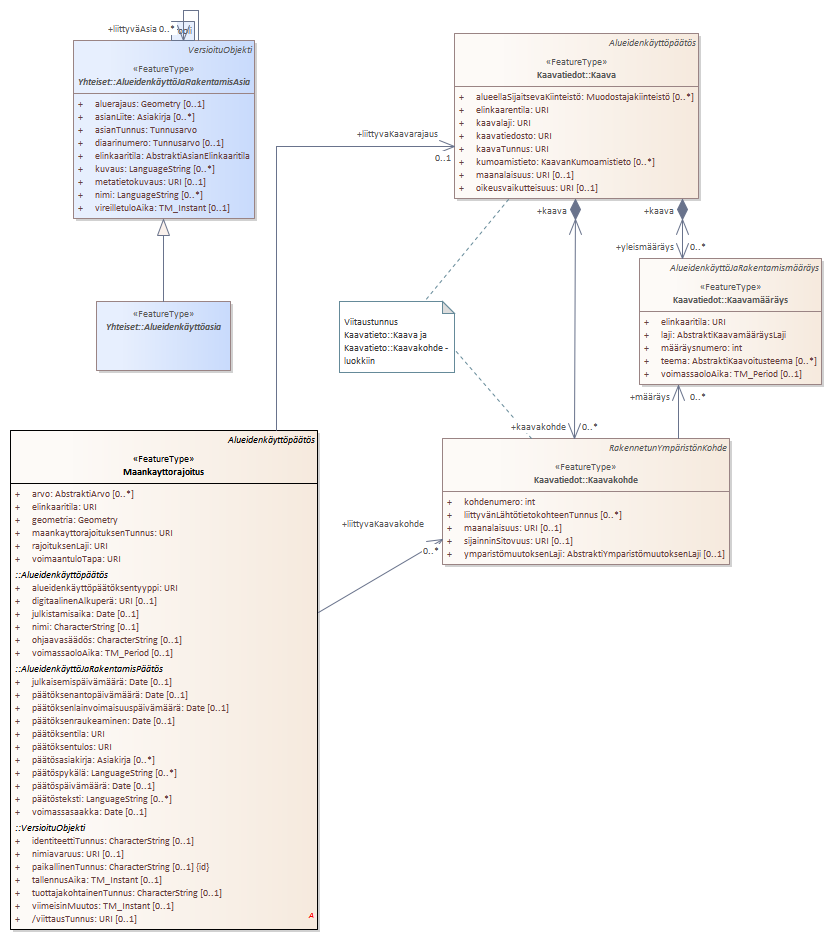 +liittyväAsia 0..*
VersioituObjekti
«FeatureType»
Yhteiset::AlueidenkäyttöJaRakentamisAsia
+ aluerajaus: Geometry [0..1]
+ asianLiite: Asiakirja [0..*]
+ asianTunnus: Tunnusarvo
+ diaarinumero: Tunnusarvo [0..1]
+ elinkaaritila: AbstraktiAsianElinkaaritila
+ kuvaus: LanguageString [0..*]
+ metatietokuvaus: URI [0..1]
+ nimi: LanguageString [0..*]
+ vireilletuloAika: TM_Instant [0..1]
«FeatureType»
Yhteiset::Alueidenkäyttöasia
Alueidenkäyttöpäätös
«FeatureType»
Kaavatiedot::Kaava
+ alueellaSijaitsevaKiinteistö: Muodostajakiinteistö [0..*]
+ elinkaarentila: URI
+ kaavalaji: URI
+ kaavatiedosto: URI
+ kaavaTunnus: URI
+ kumoamistieto: KaavanKumoamistieto [0..*]
+ maanalaisuus: URI [0..1]
+ oikeusvaikutteisuus: URI [0..1]
+liittyvaKaavarajaus
0..1
+kaava
+kaava
+yleismääräys
0..*
AlueidenkäyttöJaRakentamismääräys
«FeatureType»
Kaavatiedot::Kaavamääräys
+ elinkaaritila: URI
+ laji: AbstraktiKaavamääräysLaji
+ määräysnumero: int
+ teema: AbstraktiKaavoitusteema [0..*]
+ voimassaoloAika: TM_Period [0..1]
Viitaustunnus
Kaavatieto::Kaava ja
Kaavatieto::Kaavakohde -
luokkiin
+määräys
0..*
+kaavakohde
0..*
RakennetunYmpäristönKohde
«FeatureType»
Kaavatiedot::Kaavakohde
+ kohdenumero: int
+ liittyvänLähtötietokohteenTunnus [0..*]
+ maanalaisuus: URI [0..1]
+ sijainninSitovuus: URI [0..1]
+ ymparistömuutoksenLaji: AbstraktiYmparistömuutoksenLaji [0..1]
+liittyvaKaavakohde
0..*
Alueidenkäyttöpäätös
«FeatureType»
Maankayttorajoitus
+ arvo: AbstraktiArvo [0..*]
+ elinkaaritila: URI
+ geometria: Geometry
+ maankayttorajoituksenTunnus: URI
+ rajoituksenLaji: URI
+ voimaantuloTapa: URI
::Alueidenkäyttöpäätös
+ alueidenkäyttöpäätöksentyyppi: URI
+ digitaalinenAlkuperä: URI [0..1]
+ julkistamisaika: Date [0..1]
+ nimi: CharacterString [0..1]
+ ohjaavasäädös: CharacterString [0..1]
+ voimassaoloAika: TM_Period [0..1]
::AlueidenkäyttöJaRakentamisPäätös
+ julkaisemispäivämäärä: Date [0..1]
+ päätöksenantopäivämäärä: Date [0..1]
+ päätöksenlainvoimaisuuspäivämäärä: Date [0..1]
+ päätöksenraukeaminen: Date [0..1]
+ päätöksentila: URI
+ päätöksentulos: URI
+ päätösasiakirja: Asiakirja [0..*]
+ päätöspykälä: LanguageString [0..*]
+ päätöspäivämäärä: Date [0..1]
+ päätösteksti: LanguageString [0..*]
+ voimassasaakka: Date [0..1]
::VersioituObjekti
+ identiteettiTunnus: CharacterString [0..1]
+ nimiavaruus: URI [0..1]
+ paikallinenTunnus: CharacterString [0..1] {id}
+ tallennusAika: TM_Instant [0..1]
+ tuottajakohtainenTunnus: CharacterString [0..1]
+ viimeisinMuutos: TM_Instant [0..1]
+ /viittausTunnus: URI [0..1]
A